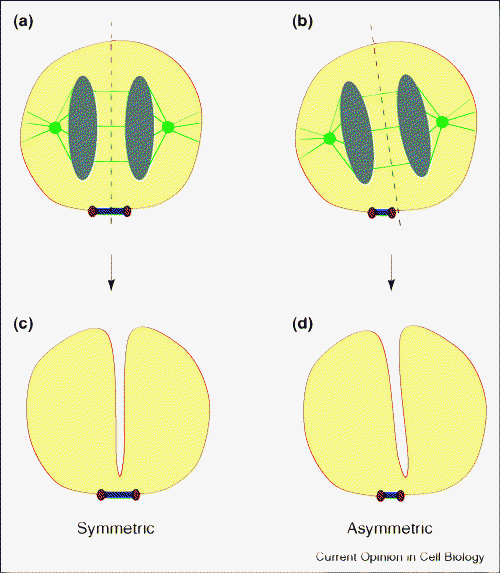 (a)
(b)
(c)
(d)
Symmetric
Asymmetric
Current Opinion in Cell Biology